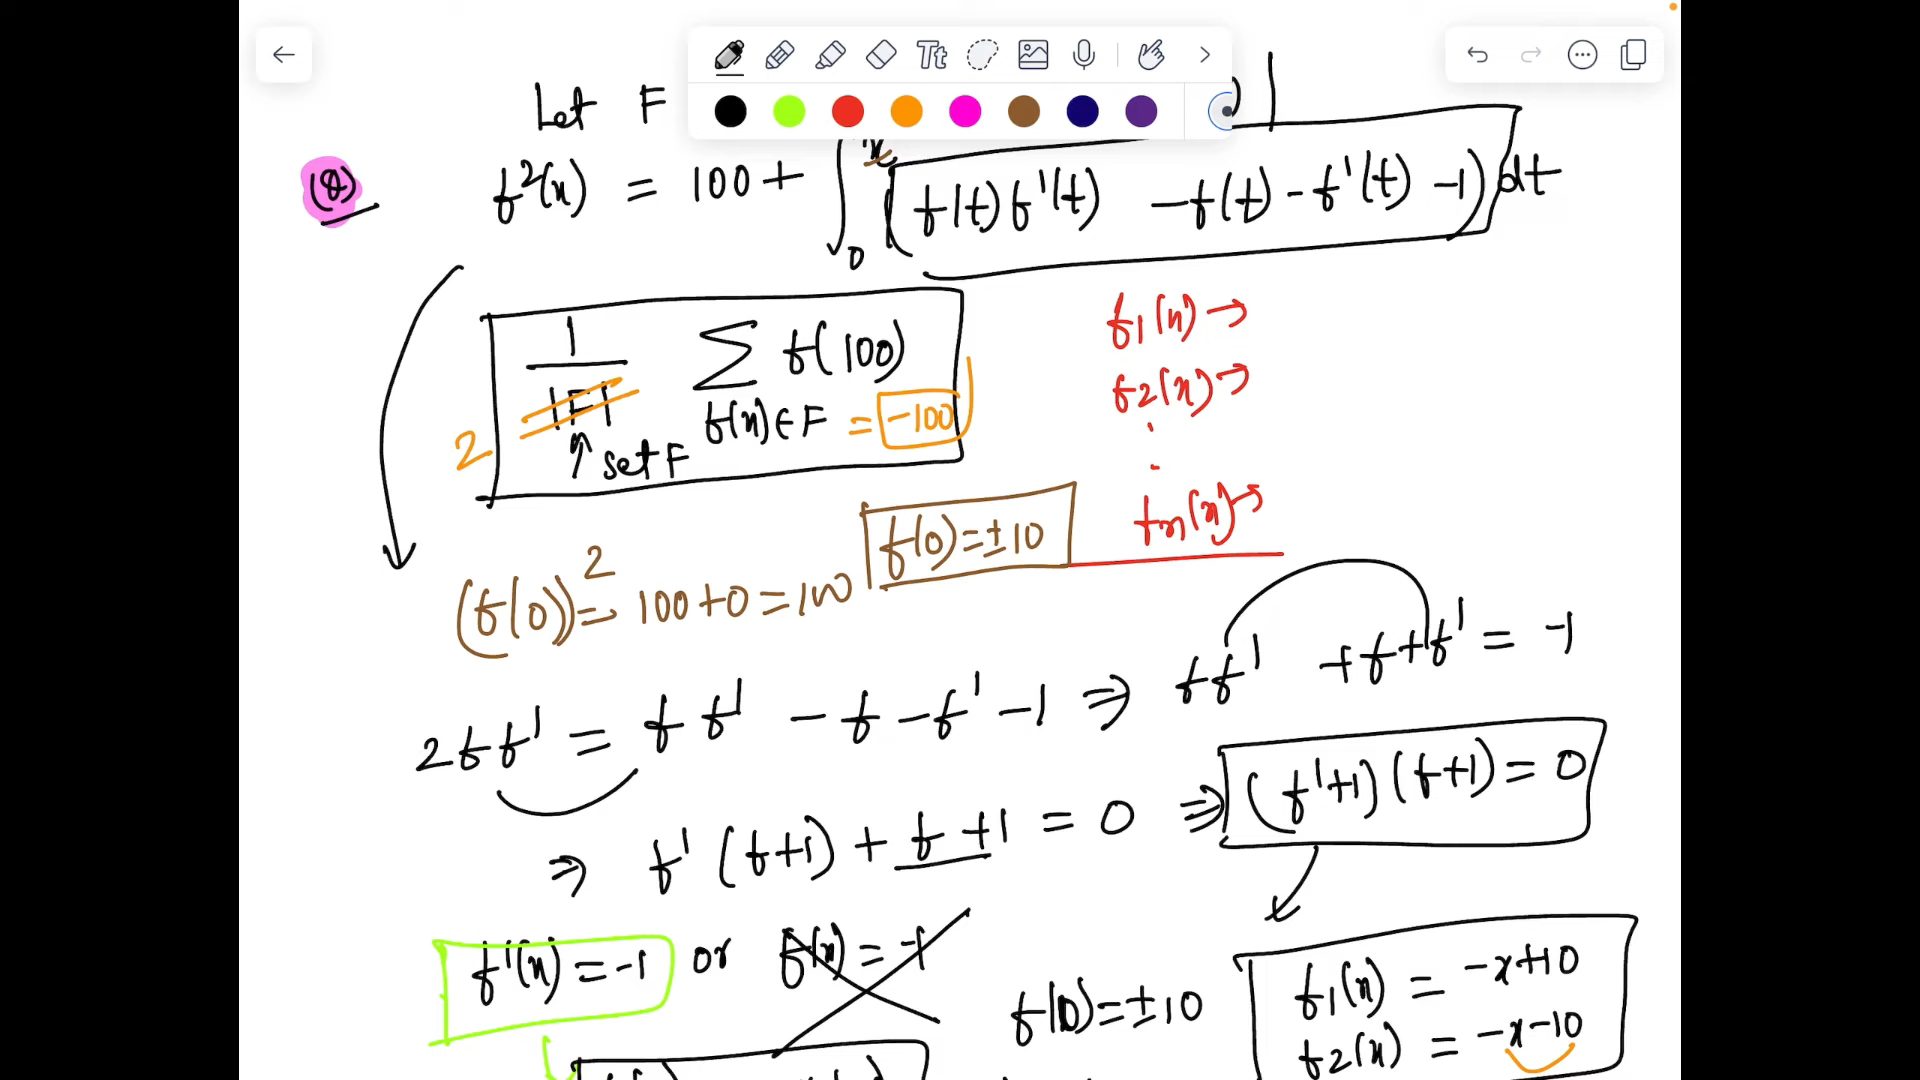 Tt
Let F
(Q) f²(x) = 100 + ∫₀ˣ (f(t)f'(t) -f(t) - f'(t) -1) dt
1/|F| Σ f(100)
f(x)∈F = -100
2 ↑ set F
f1(x) →
f2(x) →
fn(x) →
(f(0))² = 100+0 = 100 f(0) = ±10
2ff' = ff' - f - f' - 1 ⇒ ff' + f + f' = -1
⇒ f'(f+1) + f+1 = 0 ⇒ (f'+1)(f+1) = 0
f'(x) = -1 or f(x) = -1
f(0) = ±10
f1(x) = -x+10
f2(x) = -x-10